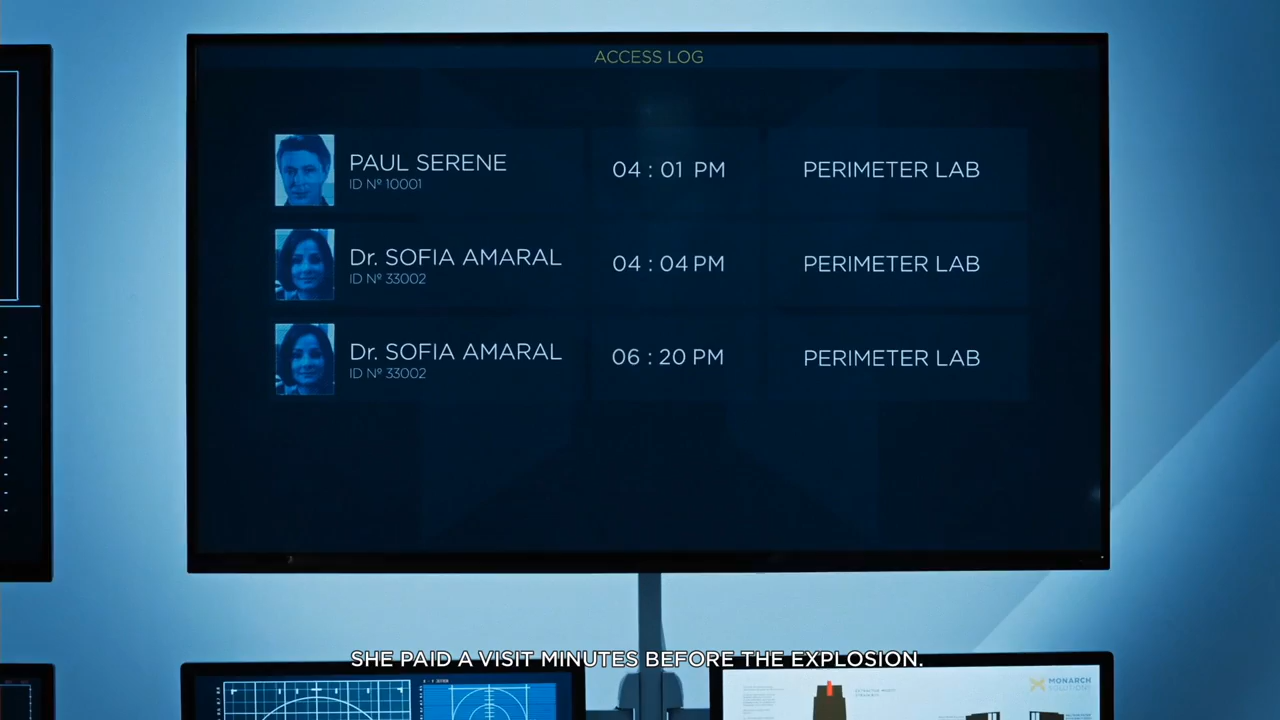 ACCESS LOG
PAUL SERENE
ID Nº 10001
04 : 01 PM
PERIMETER LAB
Dr. SOFIA AMARAL
ID Nº 33002
04 : 04 PM
PERIMETER LAB
Dr. SOFIA AMARAL
ID Nº 33002
06 : 20 PM
PERIMETER LAB
SHE PAID A VISIT MINUTES BEFORE THE EXPLOSION.
MONARCH
SOLUTIONS